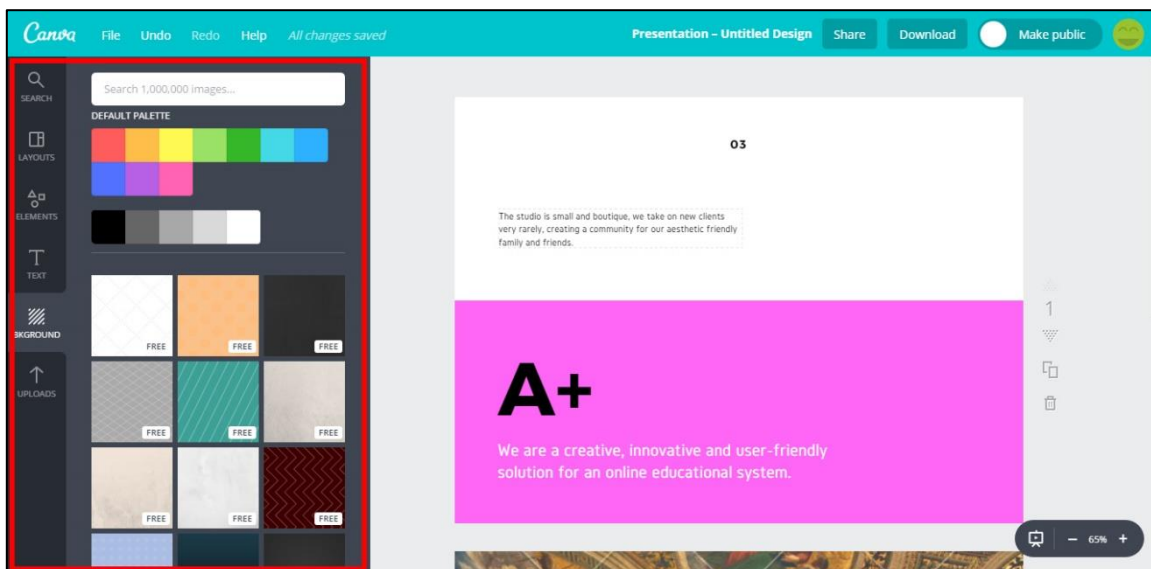 Canva File Undo Redo Help All changes saved Presentation – Untitled Design Share Download Make public
SEARCH
LAYOUTS
ELEMENTS
TEXT
BKGROUND
UPLOADS
Search 1,000,000 images...
DEFAULT PALETTE
FREE FREE FREE
FREE FREE FREE
FREE FREE FREE
03
The studio is small and boutique, we take on new clients
very rarely, creating a community for our aesthetic friendly
family and friends.
A+
We are a creative, innovative and user-friendly
solution for an online educational system.
1
– 65% +